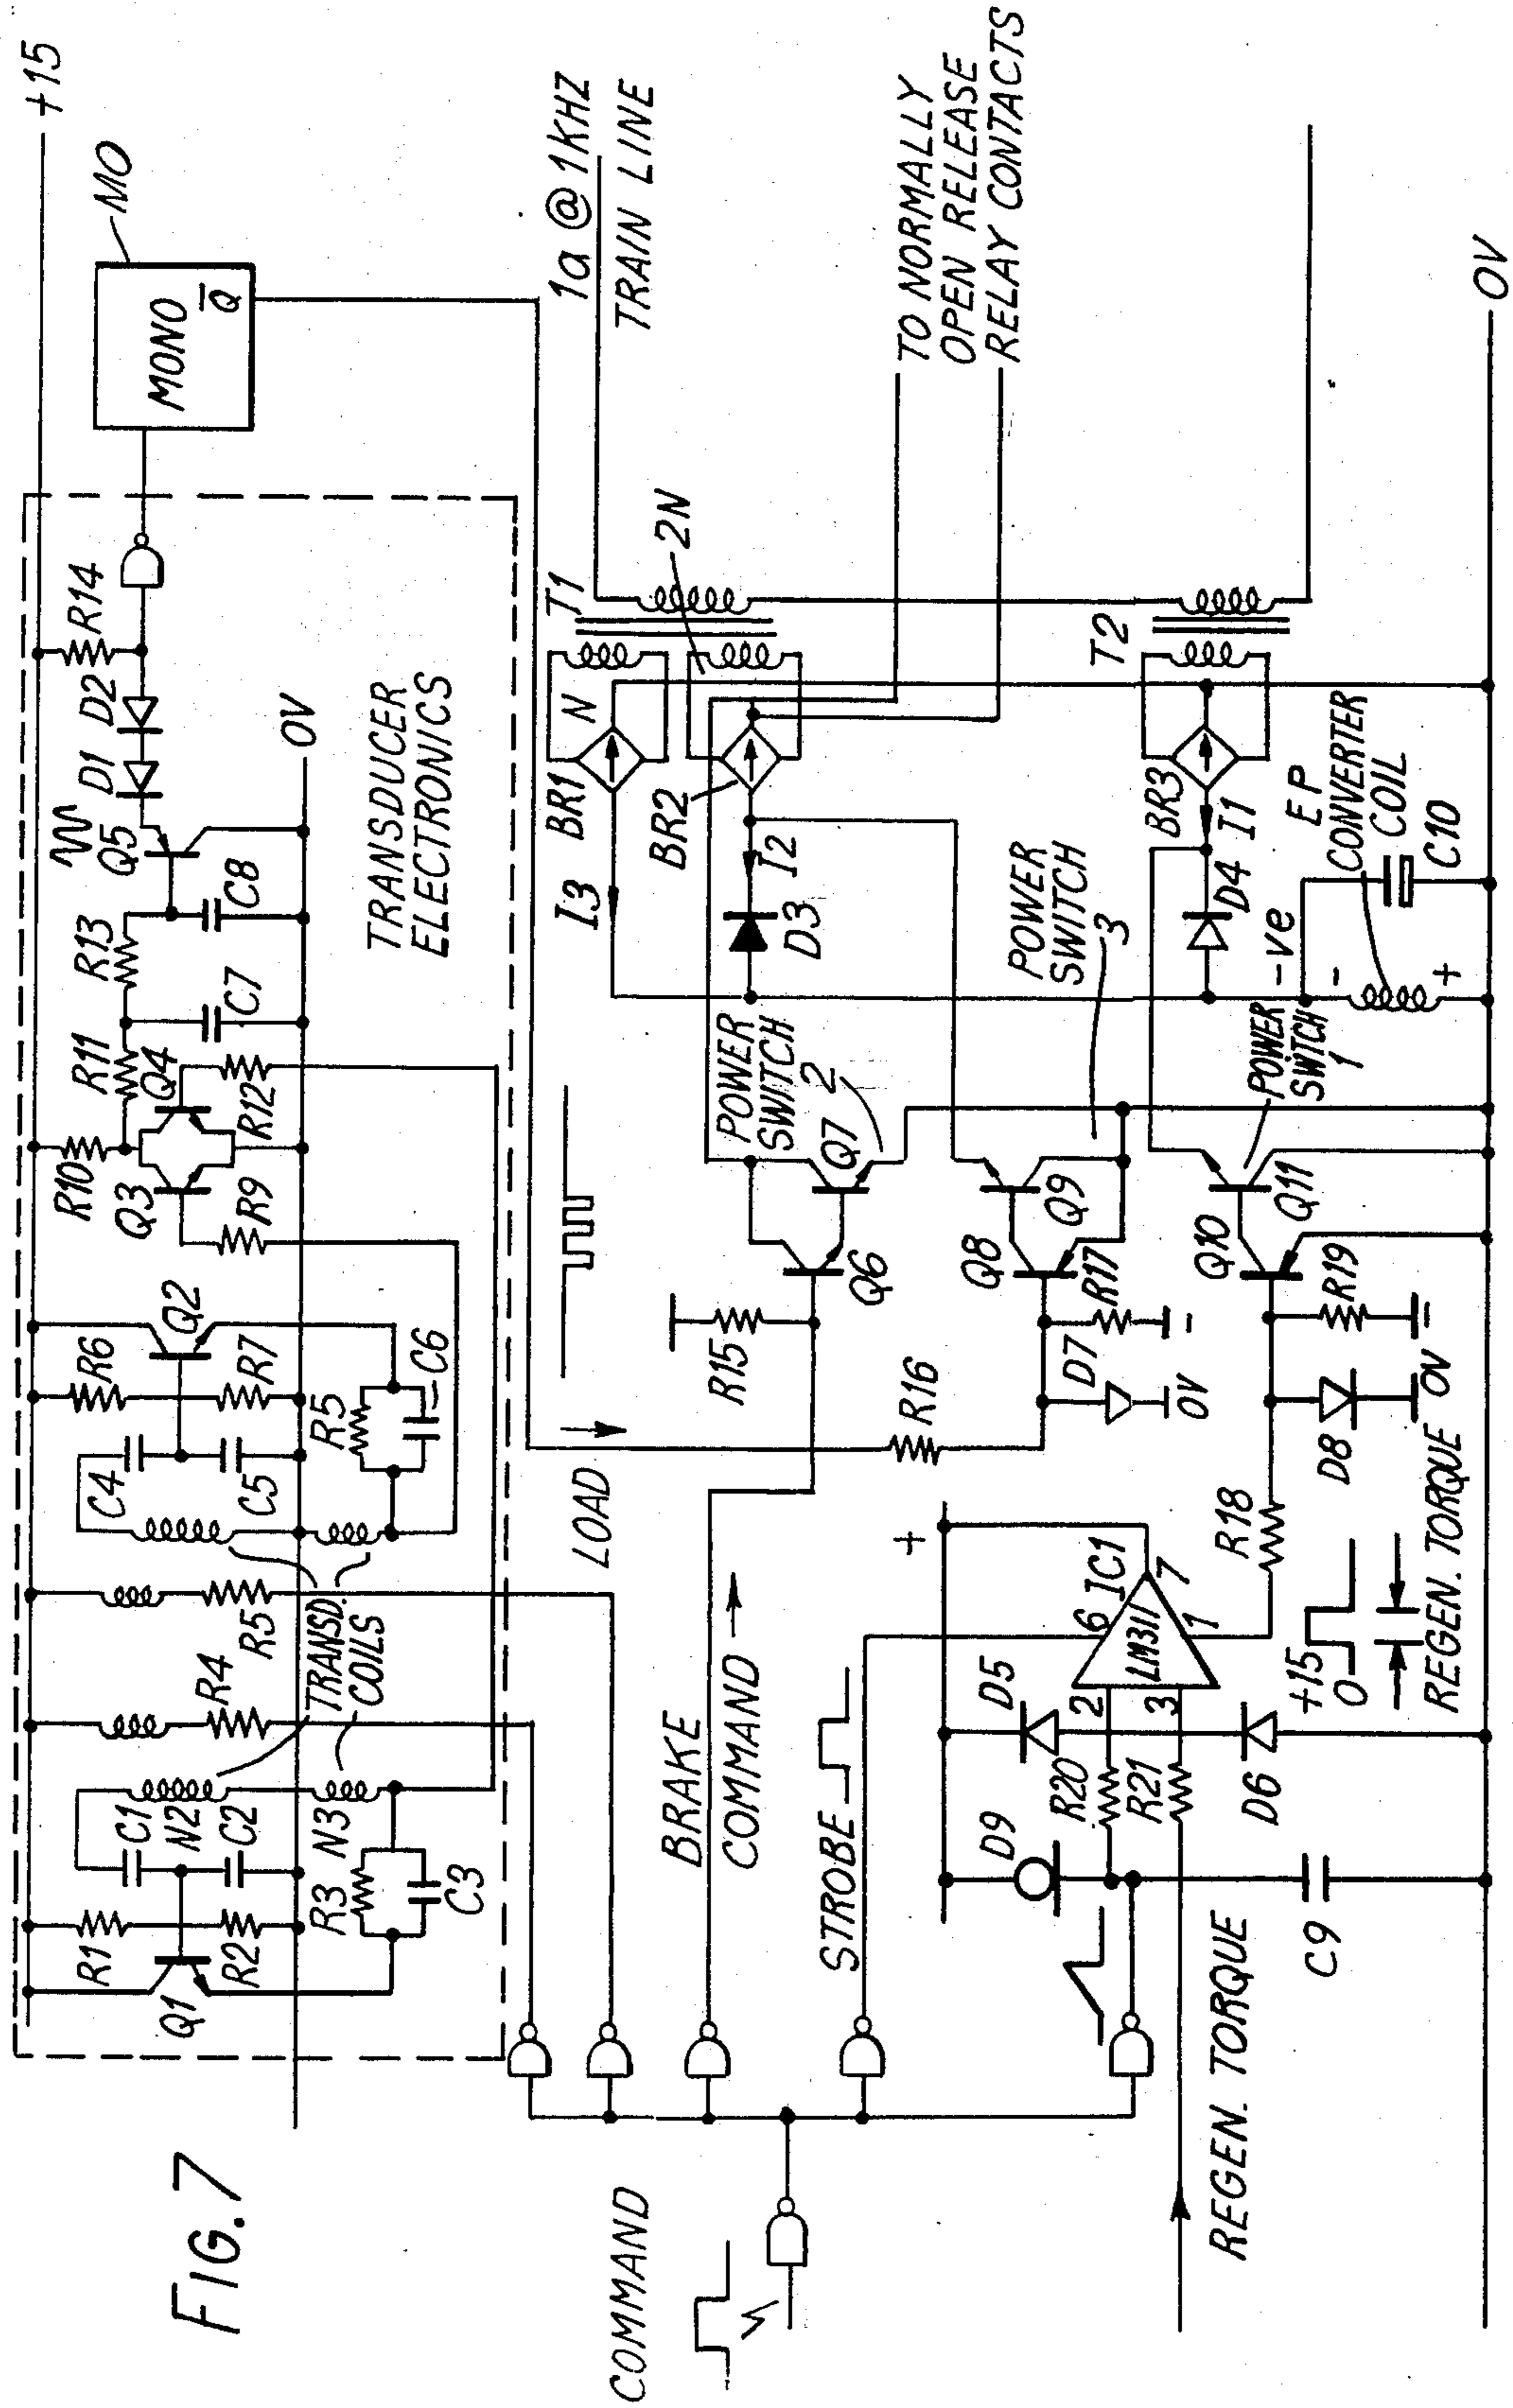 FIG. 7
+15
MO
MONO
Q̅
R14
D2
D1
Q5
R13
C8
C7
R11
Q4
R12
R10
Q3
R9
0V
TRANSDUCER
ELECTRONICS
Q2
R6
R7
C4
C5
R5
C6
R5
R4
TRANSD.
COILS
C1
N2
C2
N3
R1
R2
Q1
R3
C3
1a @ 1KHZ
TRAIN LINE
TO NORMALLY
OPEN RELEASE
RELAY CONTACTS
T1
2N
N
BR1
BR2
I3
I2
D3
T2
BR3
I1
D4
E P
CONVERTER
COIL
C10
-ve
-
+
0V
POWER
SWITCH
2
POWER
SWITCH
3
POWER
SWITCH
1
Q7
Q6
Q9
Q8
Q11
Q10
R15
R16
R17
D7
0V
-
R19
D8
0V
-
R18
LOAD
BRAKE
COMMAND
STROBE
COMMAND
+
IC1
LM311
6
7
1
2
3
D5
D6
R20
R21
D9
C9
+15
0
REGEN. TORQUE
REGEN. TORQUE